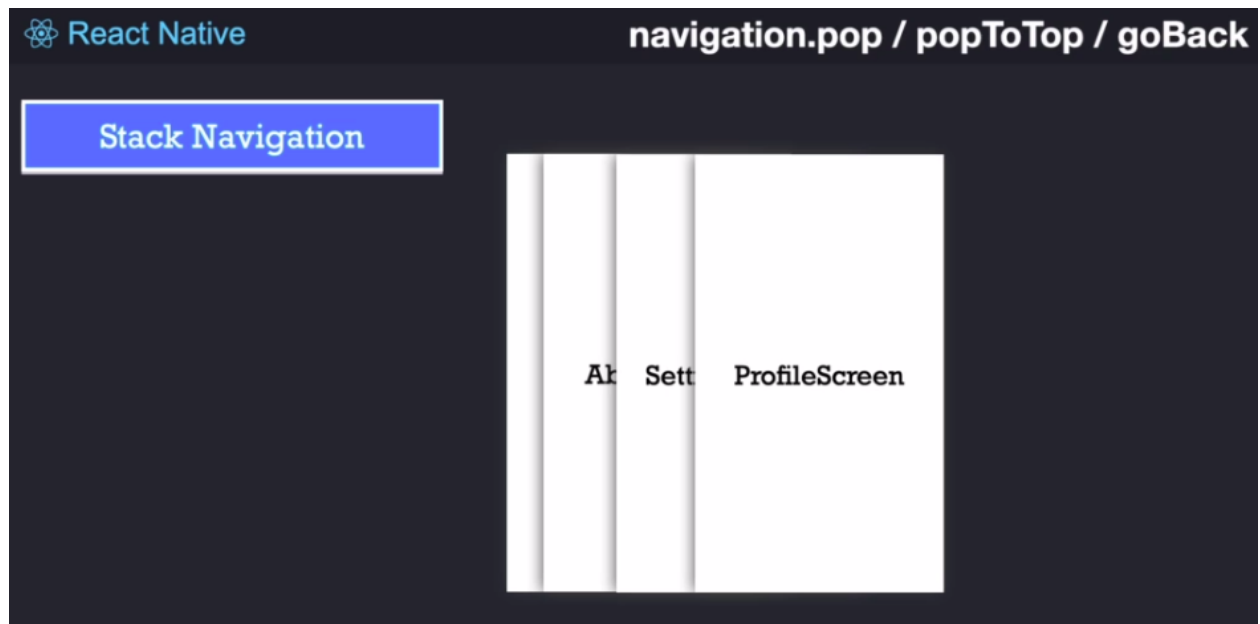 React Native
navigation.pop / popToTop / goBack
Stack Navigation
Ab
Sett
ProfileScreen